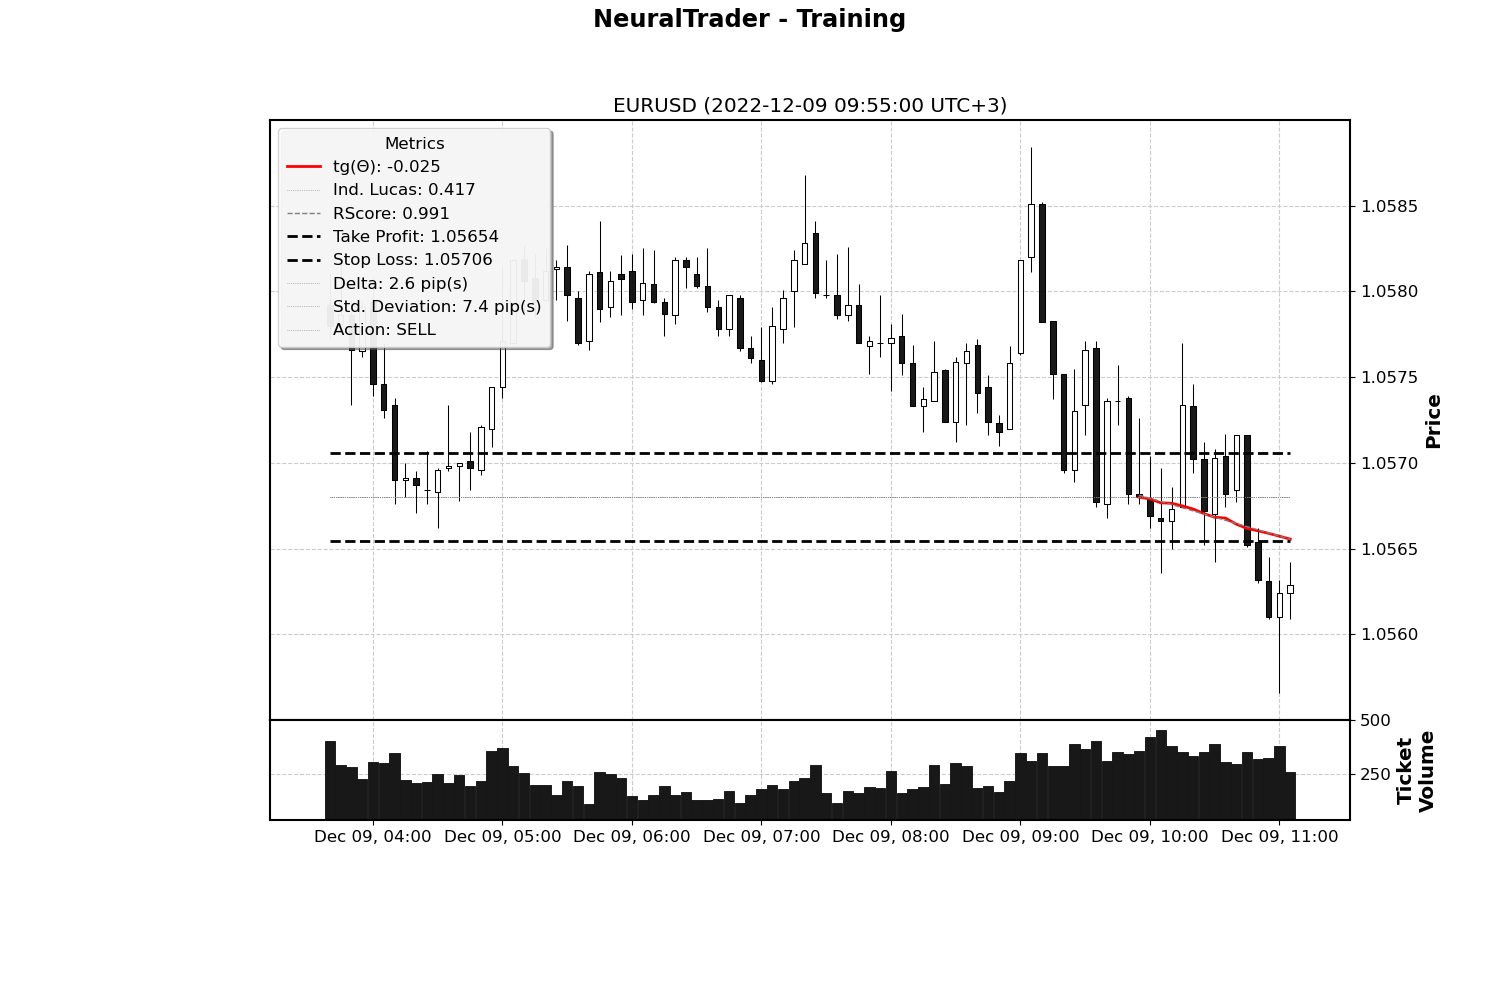 NeuralTrader - Training
EURUSD (2022-12-09 09:55:00 UTC+3)
Metrics
tg(Θ): -0.025
Ind. Lucas: 0.417
RScore: 0.991
Take Profit: 1.05654
Stop Loss: 1.05706
Delta: 2.6 pip(s)
Std. Deviation: 7.4 pip(s)
Action: SELL
1.0585
1.0580
1.0575
1.0570
1.0565
1.0560
Price
500
250
Ticket
Volume
Dec 09, 04:00 Dec 09, 05:00 Dec 09, 06:00 Dec 09, 07:00 Dec 09, 08:00 Dec 09, 09:00 Dec 09, 10:00 Dec 09, 11:00